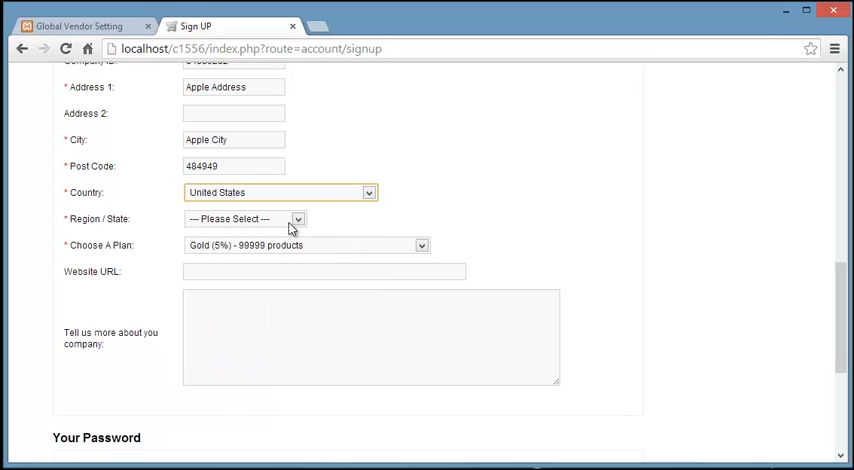 Global Vendor Setting
Sign UP
localhost/c1556/index.php?route=account/signup
Company ID:
* Address 1: Apple Address
Address 2:
* City: Apple City
* Post Code: 484949
* Country: United States
* Region / State: --- Please Select ---
* Choose A Plan: Gold (5%) - 99999 products
Website URL:
Tell us more about you
company:
Your Password